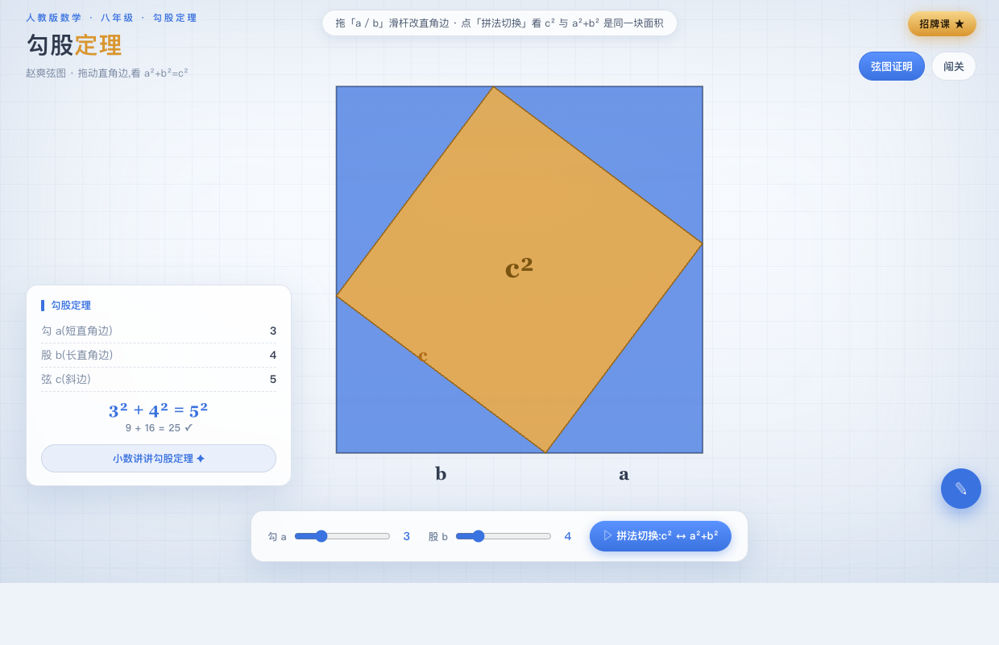 人教版数学 · 八年级 · 勾股定理
勾股定理
赵爽弦图 · 拖动直角边,看 a²+b²=c²
拖「a / b」滑杆改直角边 · 点「拼法切换」看 c² 与 a²+b² 是同一块面积
招牌课 ★
弦图证明
闯关
c²
c
b
a
勾股定理
勾 a(短直角边) 3
股 b(长直角边) 4
弦 c(斜边) 5
3² + 4² = 5²
9 + 16 = 25 ✓
小数讲讲勾股定理 ✦
勾 a 3 股 b 4 ▷ 拼法切换:c² ↔ a²+b²
✎